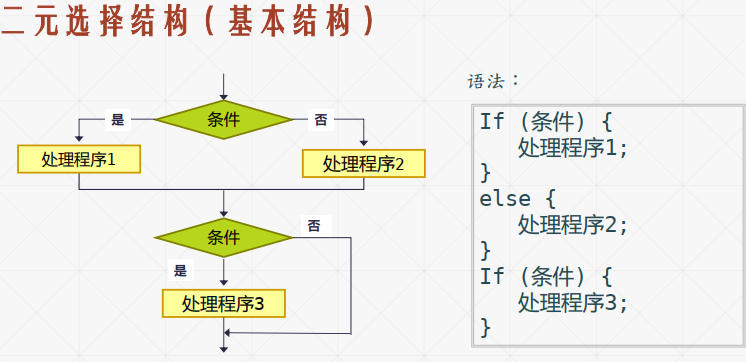 二元选择结构（基本结构）
语法：
条件
是
否
处理程序1
处理程序2
条件
否
是
处理程序3
If (条件) {
处理程序1;
}
else {
处理程序2;
}
If (条件) {
处理程序3;
}